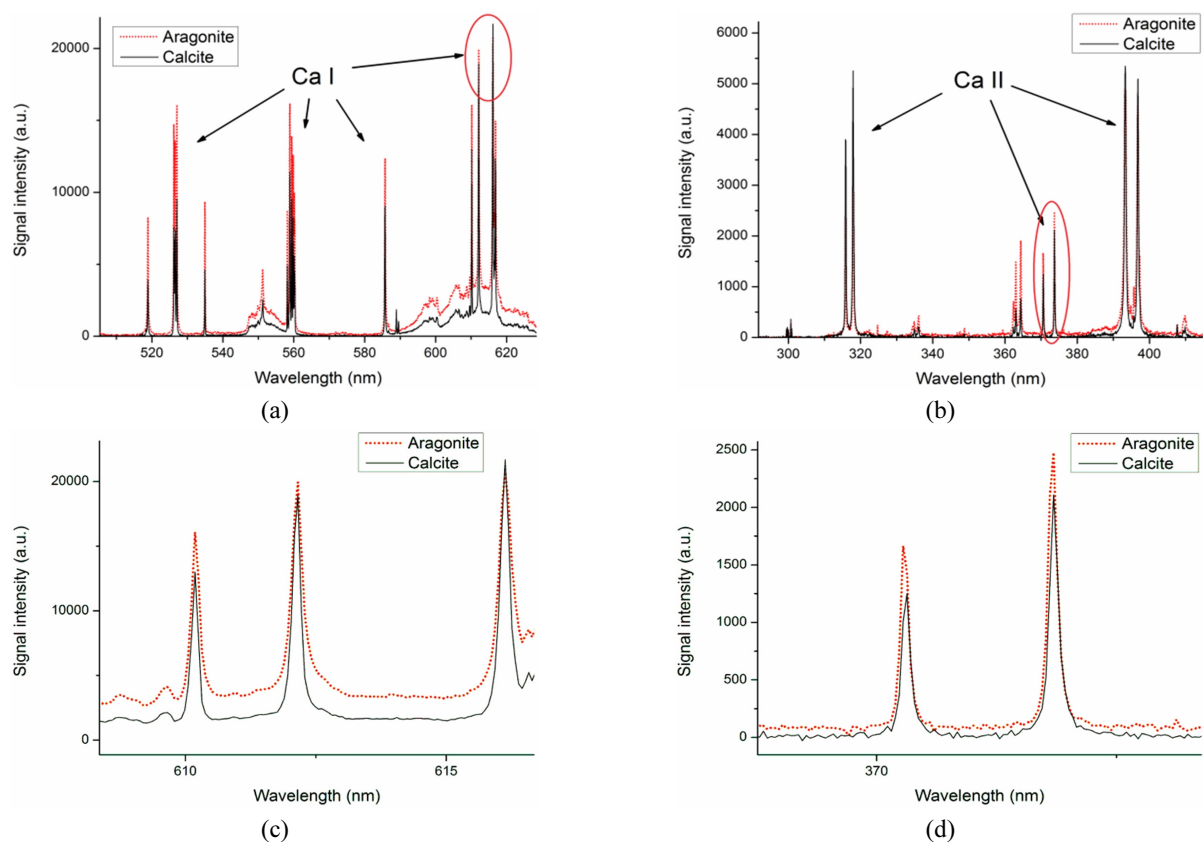 20000
10000
0
Signal intensity (a.u.)
Aragonite
Calcite
Ca I
520
540
560
580
600
620
Wavelength (nm)
(a)
6000
5000
4000
3000
2000
1000
0
Signal intensity (a.u.)
Aragonite
Calcite
Ca II
300
320
340
360
380
400
Wavelength (nm)
(b)
20000
10000
0
Signal intensity (a.u.)
Aragonite
Calcite
610
615
Wavelength (nm)
(c)
2500
2000
1500
1000
500
0
Signal intensity (a.u.)
Aragonite
Calcite
370
Wavelength (nm)
(d)